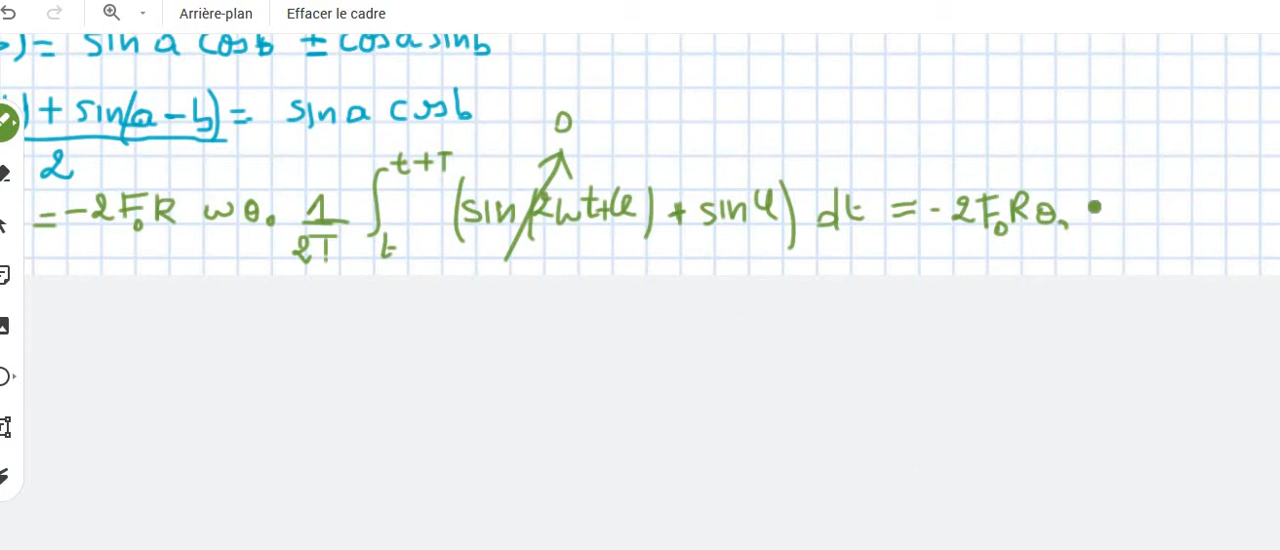 Arrière-plan Effacer le cadre
) = sin a cos b ± cos a sin b
) + sin(a - b) = sin a cos b
2
0
= -2F₀R ω θ₀ 1/2T ∫ₜ^{t+T} (sin(2ωt+φ) + sin φ) dt = -2F₀Rθ₀ •